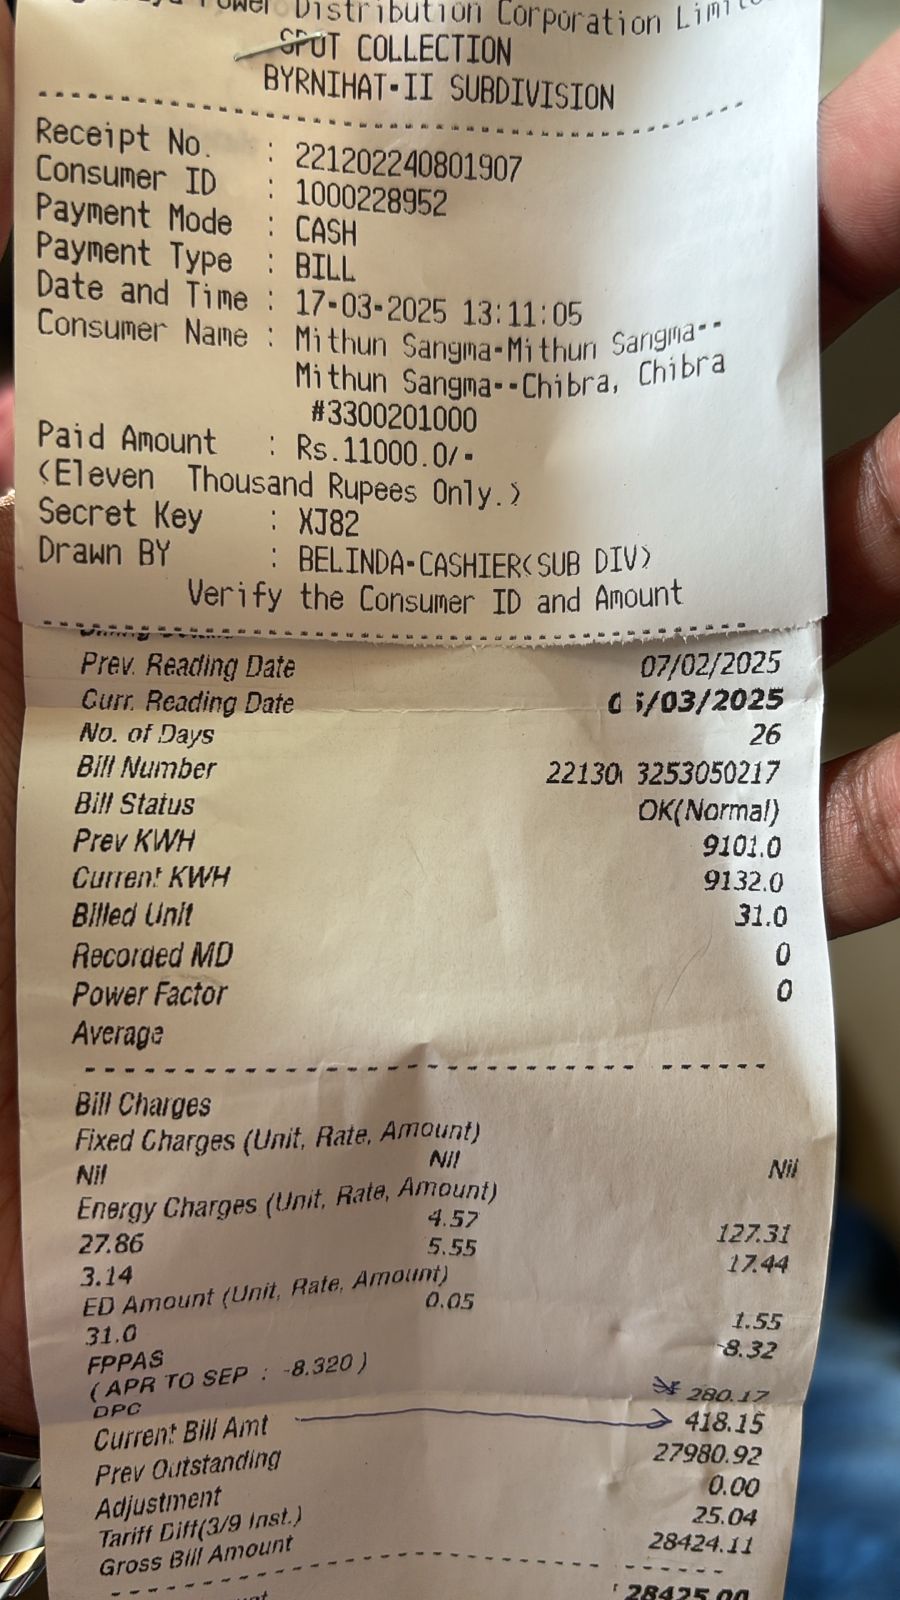 Power Distribution Corporation
SPOT COLLECTION
BYRNIHAT-II SUBDIVISION
Receipt No. : 221202240801907
Consumer ID : 1000228952
Payment Mode : CASH
Payment Type : BILL
Date and Time : 17-03-2025 13:11:05
Consumer Name : Mithun Sangma-Mithun Sangma--
Mithun Sangma--Chibra, Chibra
#3300201000
Paid Amount : Rs.11000.0/-
(Eleven Thousand Rupees Only.)
Secret Key : XJ82
Drawn BY : BELINDA-CASHIER(SUB DIV)
Verify the Consumer ID and Amount
Prev. Reading Date 07/02/2025
Curr. Reading Date
No. of Days 26
Bill Number
Bill Status OK(Normal)
Prev KWH 9101.0
Current KWH 9132.0
Billed Unit 31.0
Recorded MD 0
Power Factor 0
Average
Bill Charges
Fixed Charges (Unit, Rate, Amount)
Nil Nil Nil
Energy Charges (Unit, Rate, Amount)
27.86 4.57 127.31
3.14 5.55 17.44
ED Amount (Unit, Rate, Amount)
31.0 0.05 1.55
FPPAS -8.32
( APR TO SEP : -8.320 )
DPC 280.17
Current Bill Amt 418.15
Prev Outstanding 27980.92
Adjustment 0.00
Tariff Diff(3/9 Inst.) 25.04
Gross Bill Amount 28424.11
28425.00